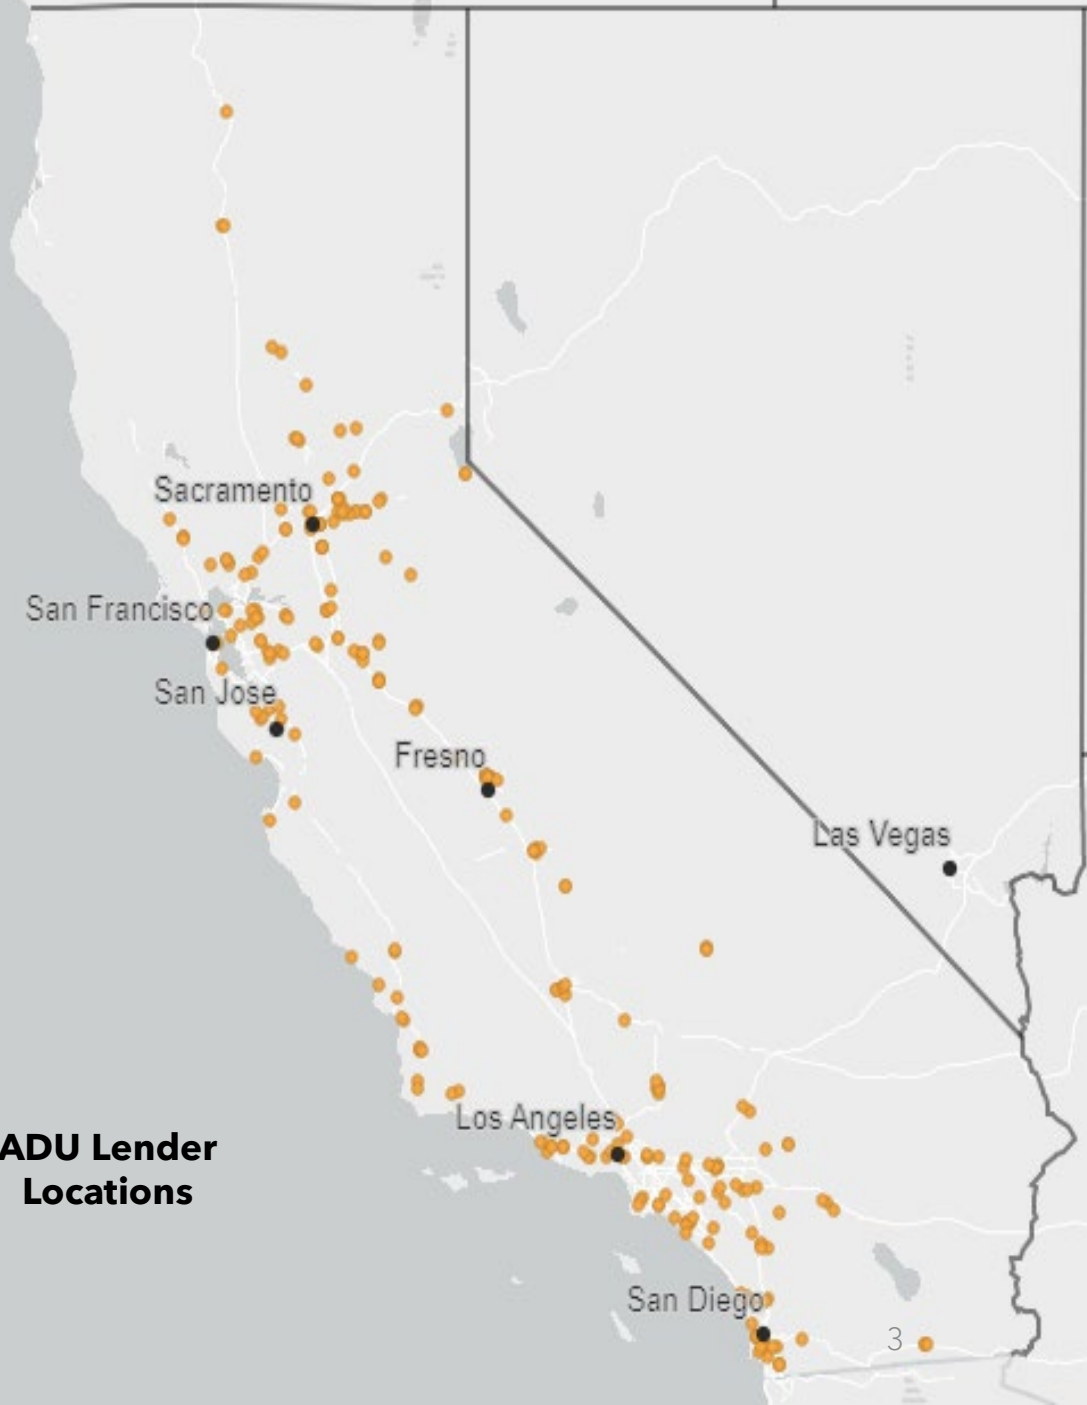 Sacramento
San Francisco
San Jose
Fresno
Las Vegas
Los Angeles
ADU Lender
Locations
San Diego
3